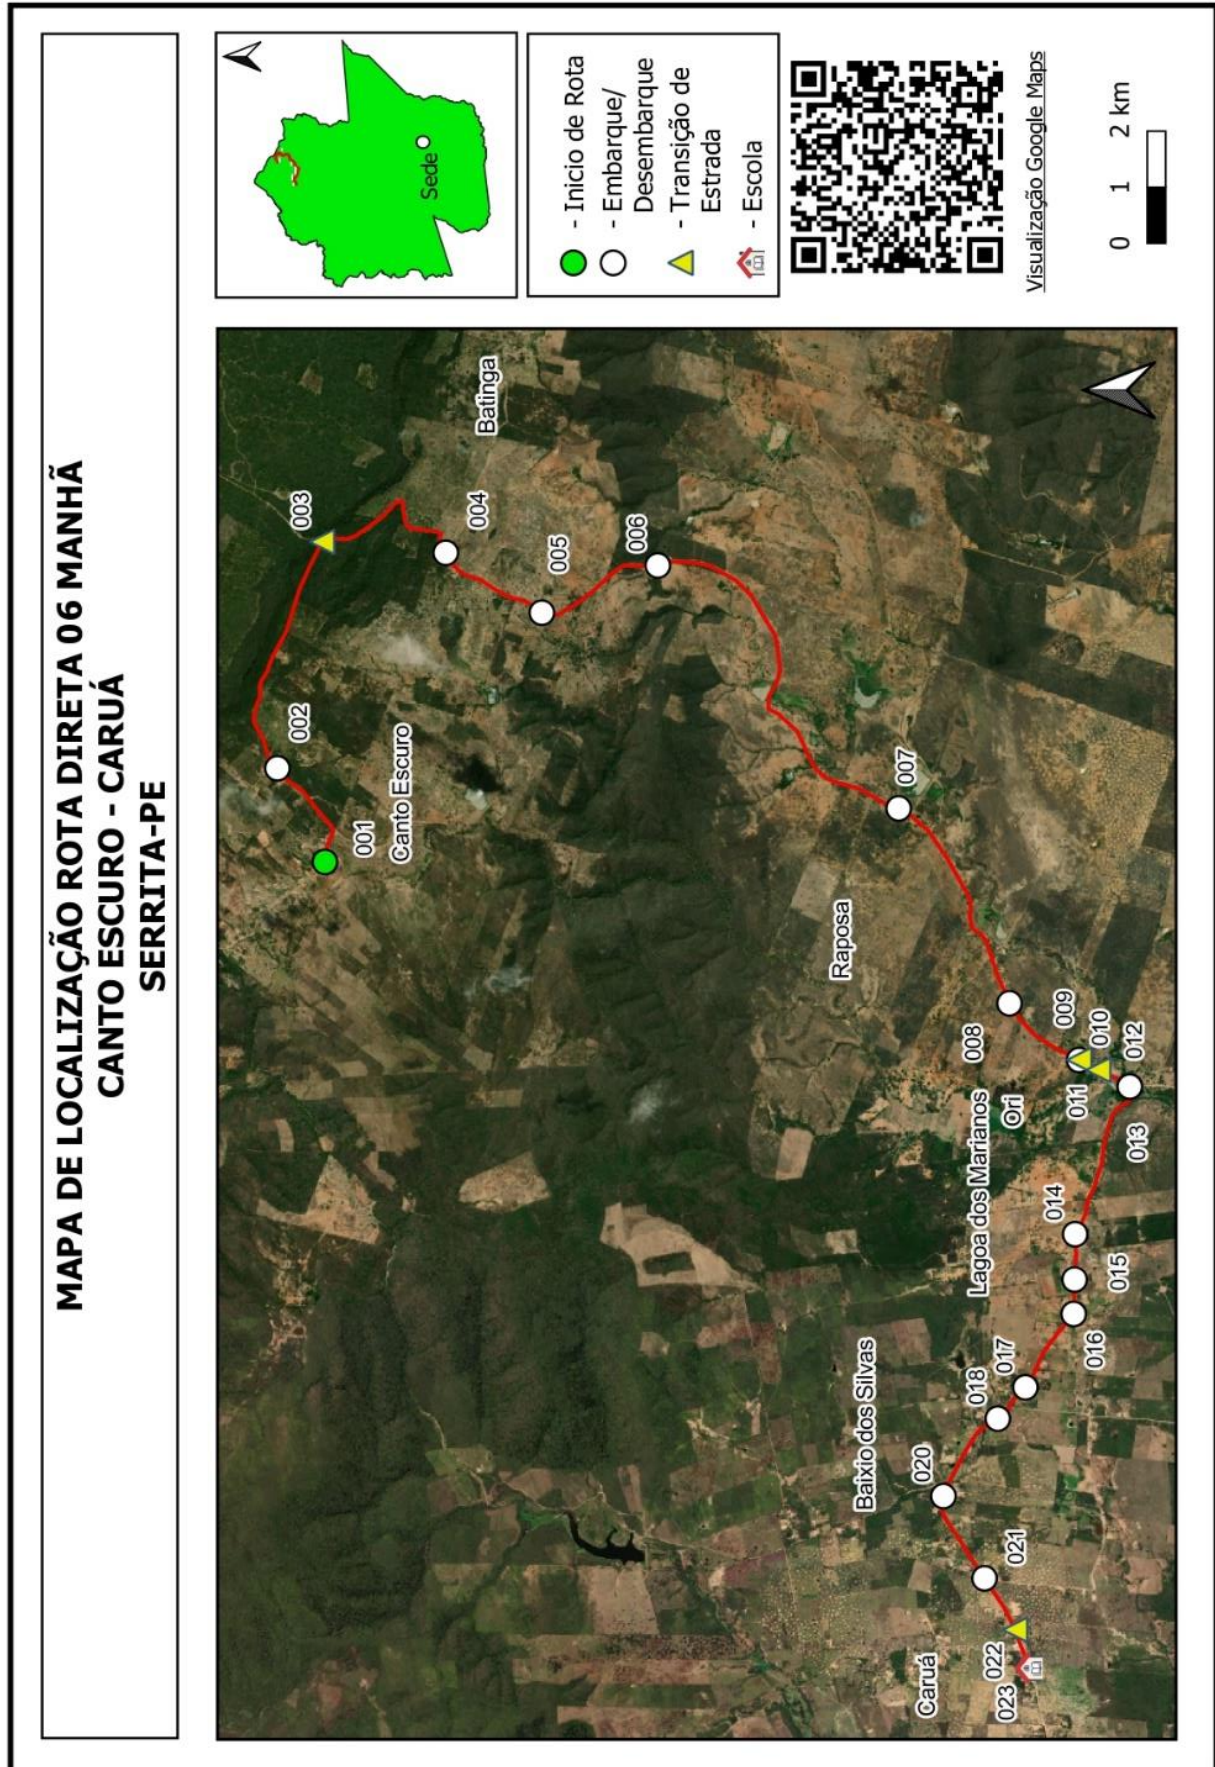 MAPA DE LOCALIZAÇÃO ROTA DIRETA 06 MANHÃ
CANTO ESCURO - CARUÁ
SERRITA-PE
Sede
- Inicio de Rota
- Embarque/
Desembarque
- Transição de
Estrada
- Escola
Visualização Google Maps
0 1 2 km
001
Canto Escuro
002
003
Batinga
004
005
006
007
Raposa
008
009
010
011
012
Ori
Lagoa dos Marianos
013
014
015
016
017
018
Baixio dos Silvas
020
021
Caruá
022
023